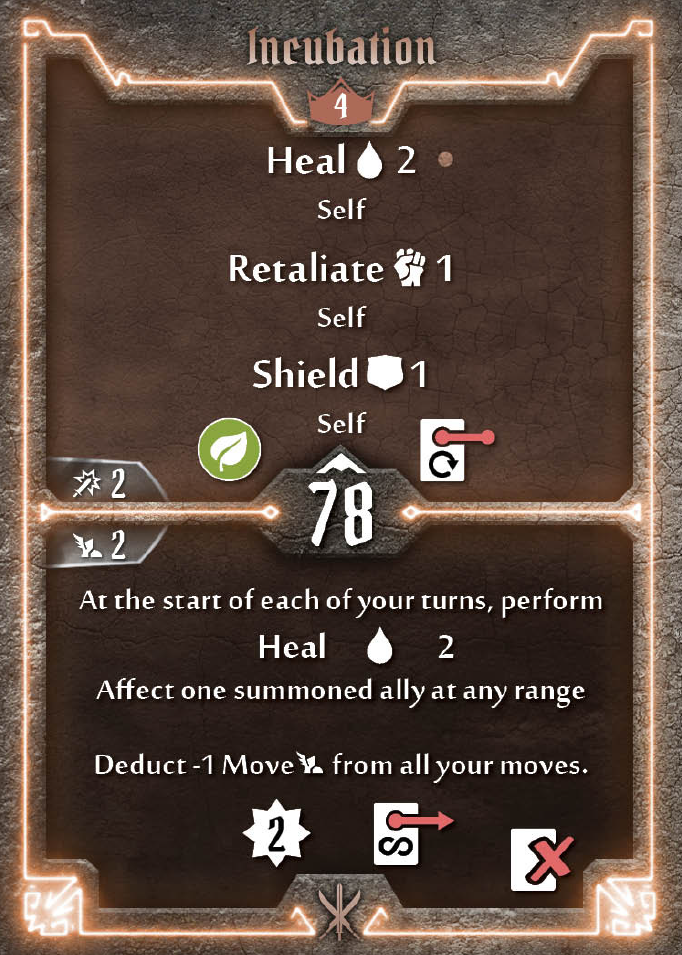 Incubation
4
Heal 2
Self
Retaliate 1
Self
Shield 1
Self
2
78
2
At the start of each of your turns, perform
Heal 2
Affect one summoned ally at any range
Deduct -1 Move from all your moves.
2